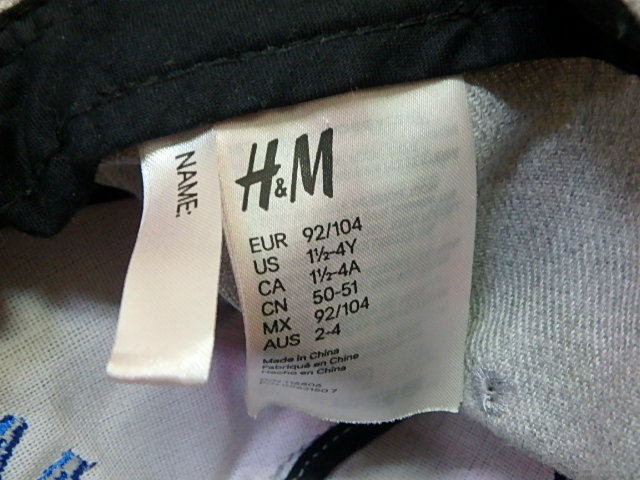 NAME:
H&M
EUR 92/104
US 1½-4Y
CA 1½-4A
CN 50-51
MX 92/104
AUS 2-4
Made in China
Fabriqué en Chine
Hecho en China